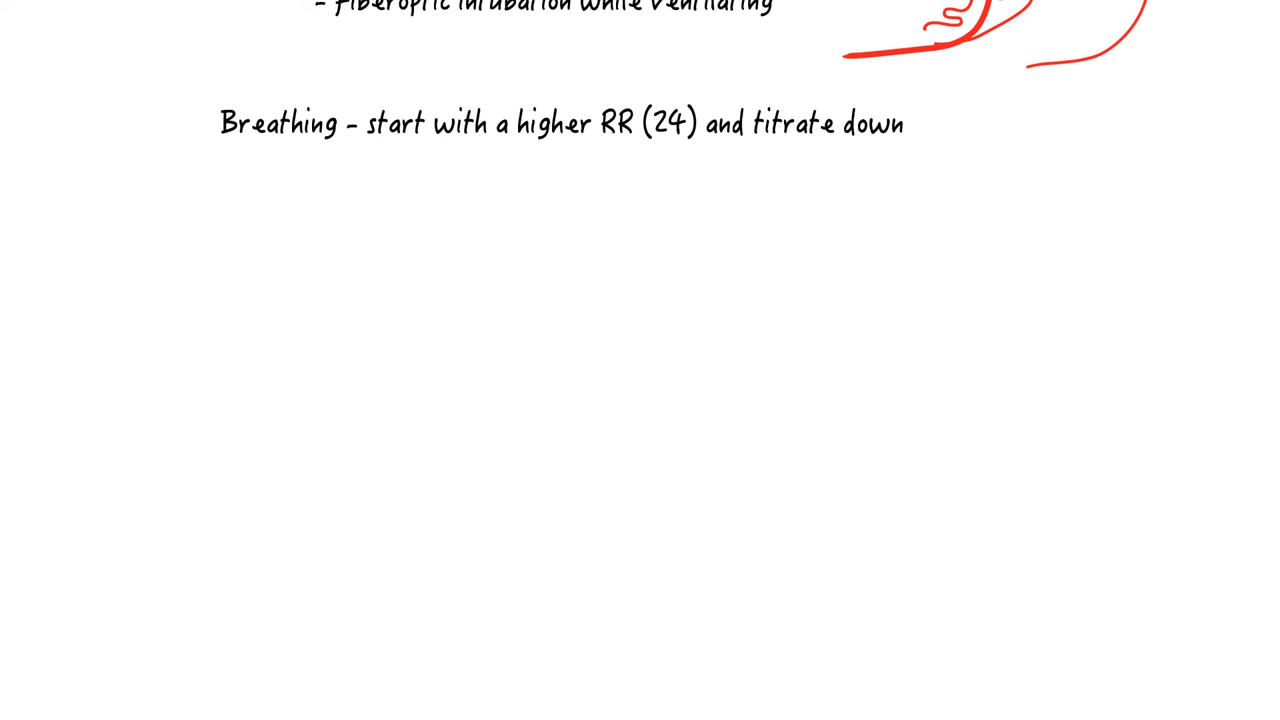 - fiberoptic intubation while ventilating
Breathing - start with a higher RR (24) and titrate down